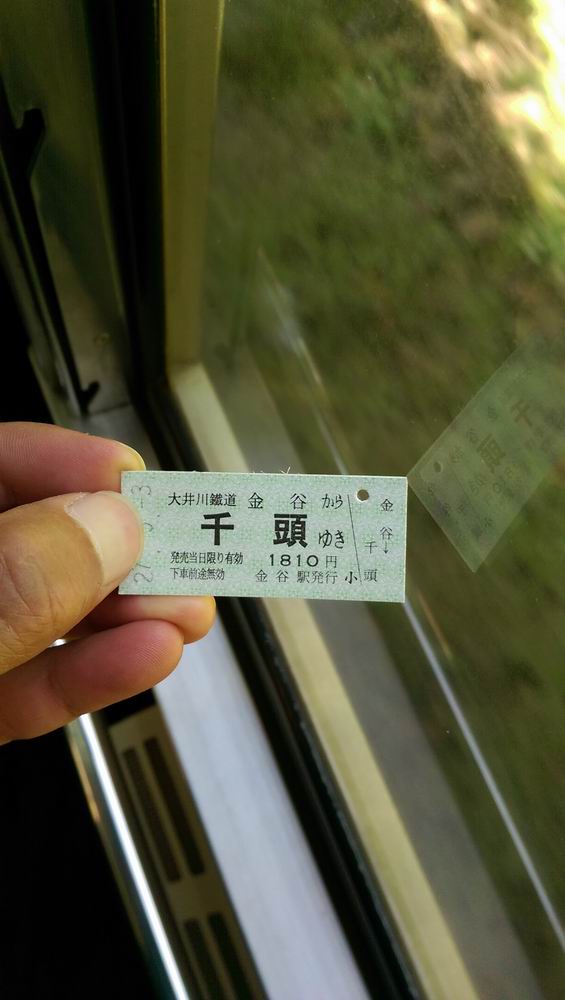 大井川鐵道 金谷から
千頭ゆき
発売当日限り有効 1810円
下車前途無効 金谷駅発行
小
金谷
↓
千頭